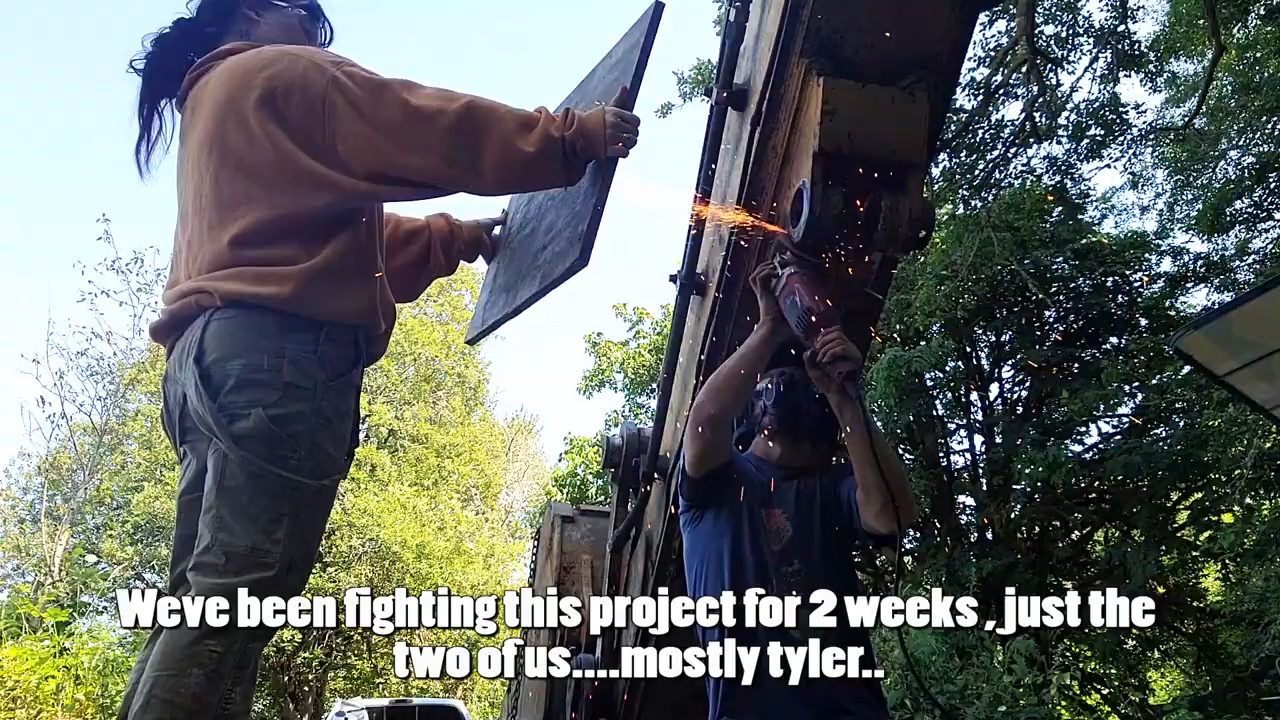 Weve been fighting this project for 2 weeks ,just the
two of us.....mostly tyler..